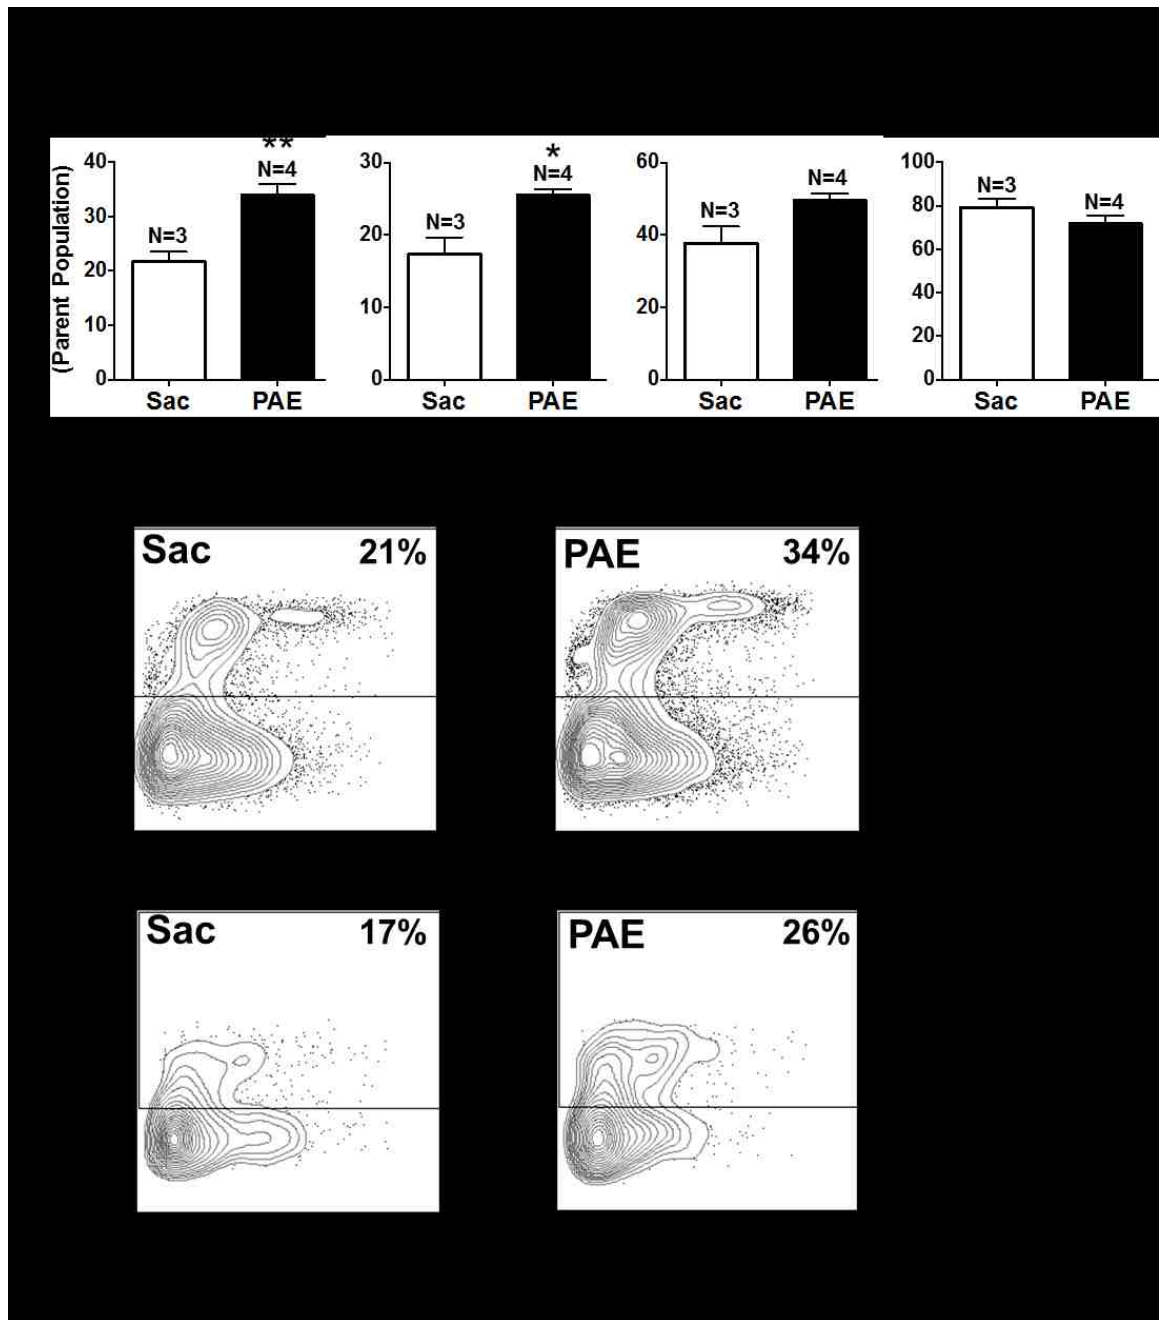 (Parent Population)
**
40
30
20
10
0
N=3
N=4
Sac
PAE
*
30
20
10
0
N=3
N=4
Sac
PAE
60
40
20
0
N=3
N=4
Sac
PAE
100
80
60
40
20
0
N=3
N=4
Sac
PAE
Sac 21%
PAE 34%
Sac 17%
PAE 26%